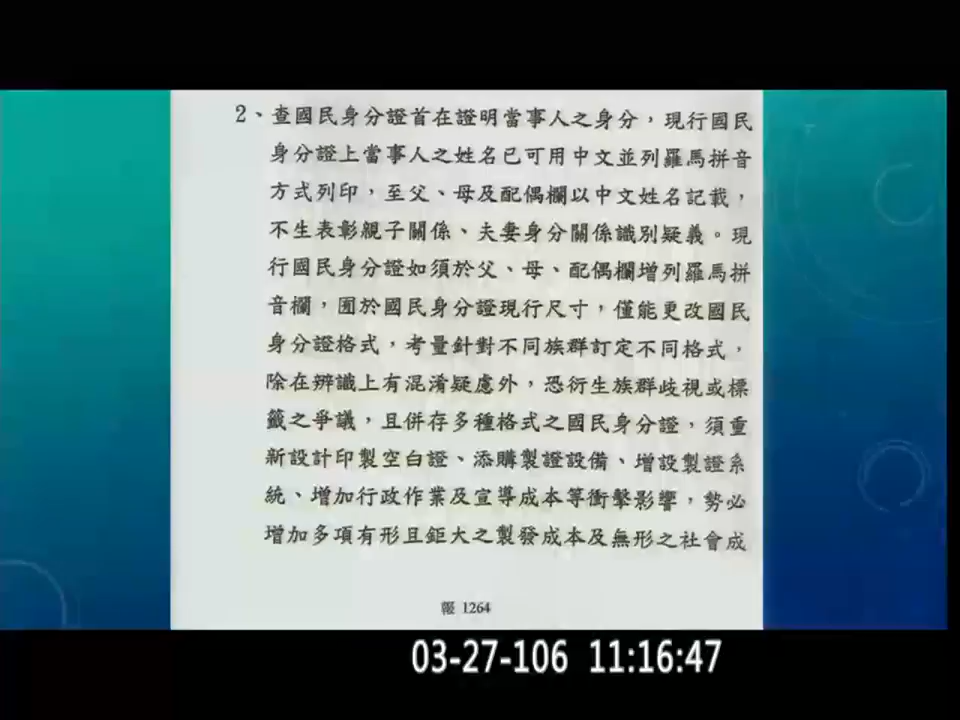 2、查國民身分證首在證明當事人之身分，現行國民
身分證上當事人之姓名已可用中文並列羅馬拼音
方式列印，至父、母及配偶欄以中文姓名記載，
不生表彰親子關係、夫妻身分關係識別疑義。現
行國民身分證如須於父、母、配偶欄增列羅馬拼
音欄，囿於國民身分證現行尺寸，僅能更改國民
身分證格式，考量針對不同族群訂定不同格式，
除在辨識上有混淆疑慮外，恐衍生族群歧視或標
籤之爭議，且併存多種格式之國民身分證，須重
新設計印製空白證、添購製證設備、增設製證系
統、增加行政作業及宣導成本等衝擊影響，勢必
增加多項有形且鉅大之製發成本及無形之社會成
報 1264
03-27-106 11:16:47